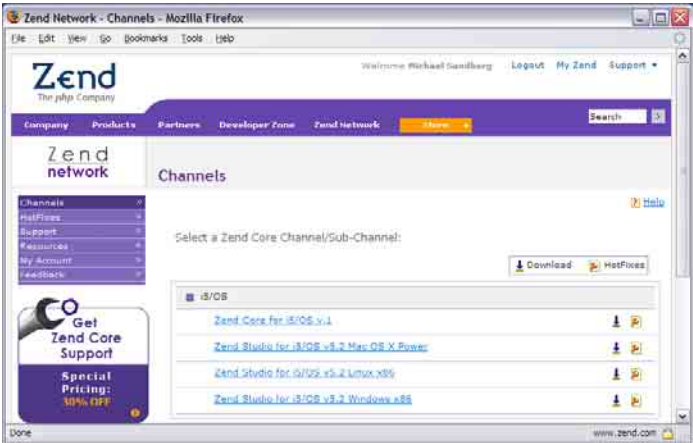 Zend Network - Channels - Mozilla Firefox
File Edit View Go Bookmarks Tools Help
Zend
The php Company
Welcome Michael Sandberg Logout My Zend Support
Company Products Partners Developer Zone Zend Network Store
Search
Zend
network
Channels
Channels
HotFixes
Support
Resources
My Account
Feedback
Help
Select a Zend Core Channel/Sub-Channel:
Download HotFixes
i5/OS
Zend Core for i5/OS v.1
Zend Studio for i5/OS v5.2 Mac OS X Power
Zend Studio for i5/OS v5.2 Linux x86
Zend Studio for i5/OS v5.2 Windows x86
Get
Zend Core
Support
Special
Pricing:
30% OFF
Done
www.zend.com